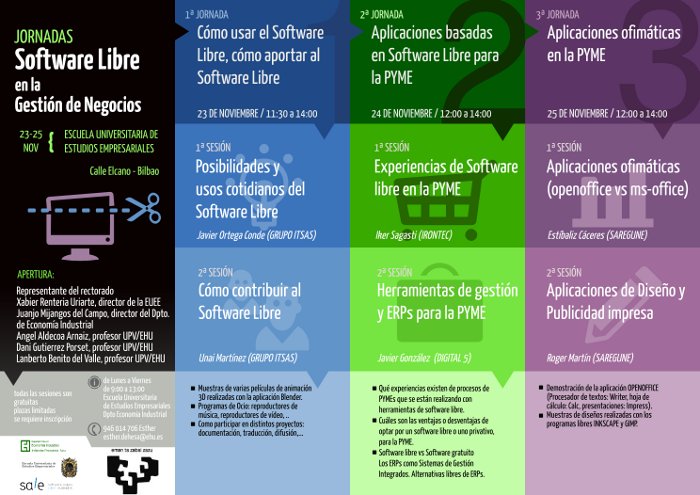 JORNADAS
Software Libre
en la
Gestión de Negocios
23-25
NOV
ESCUELA UNIVERSITARIA DE
ESTUDIOS EMPRESARIALES
Calle Elcano - Bilbao
APERTURA:
Representante del rectorado
Xabier Renteria Uriarte, director de la EUEE
Juanjo Mijangos del Campo, director del Dpto.
de Economía Industrial
Angel Aldecoa Arnaiz, profesor UPV/EHU
Dani Gutierrez Porset, profesor UPV/EHU
Lanberto Benito del Valle, profesor UPV/EHU
todas las sesiones son
gratuitas
plazas limitadas
se requiere inscripción
de Lunes a Viernes
de 9:00 a 13:00
Escuela Universitaria
de Estudios Empresariales
Dpto Economía Industrial
946 014 706 Esther
esther.dehesa@ehu.es
eman ta zabal zazu
sale
1ª JORNADA
1
Cómo usar el Software
Libre, cómo aportar al
Software Libre
23 DE NOVIEMBRE / 11:30 a 14:00
1ª SESIÓN
Posibilidades y
usos cotidianos del
Software Libre
Javier Ortega Conde (GRUPO ITSAS)
2ª SESIÓN
Cómo contribuir al
Software Libre
Unai Martinez (GRUPO ITSAS)
Muestras de varias películas de animación
3D realizadas con la aplicación Blender.
Programas de Ocio: reproductores de
música, reproductores de vídeo, ..
Como participar en distintos proyectos:
documentación, traducción, difusión,...
2ª JORNADA
2
Aplicaciones basadas
en Software Libre para
la PYME
24 DE NOVIEMBRE / 12:00 a 14:00
1ª SESIÓN
Experiencias de Software
libre en la PYME
Iker Sagasti (IRONTEC)
2ª SESIÓN
Herramientas de gestión
y ERPs para la PYME
Javier González (DIGITAL 5)
Qué experiencias existen de procesos de
PYMEs que se están realizando con
herramientas de software libre.
Cuáles son las ventajas o desventajas de
optar por un software libre o uno privativo,
para la PYME.
Software libre vs Software gratuito
Los ERPs como Sistemas de Gestión
Integrados. Alternativas libres de ERPs.
3ª JORNADA
3
Aplicaciones ofimáticas
en la PYME
25 DE NOVIEMBRE / 12:00 a 14:00
1ª SESIÓN
Aplicaciones ofimáticas
(openoffice vs ms-office)
Estíbaliz Cáceres (SAREGUNE)
2ª SESIÓN
Aplicaciones de Diseño y
Publicidad impresa
Roger Martín (SAREGUNE)
Demostración de la aplicación OPENOFFICE
(Procesador de textos: Writer, hoja de
cálculo: Calc, presentaciones: Impress).
Muestras de diseños realizadas con los
programas libres INKSCAPE y GIMP.